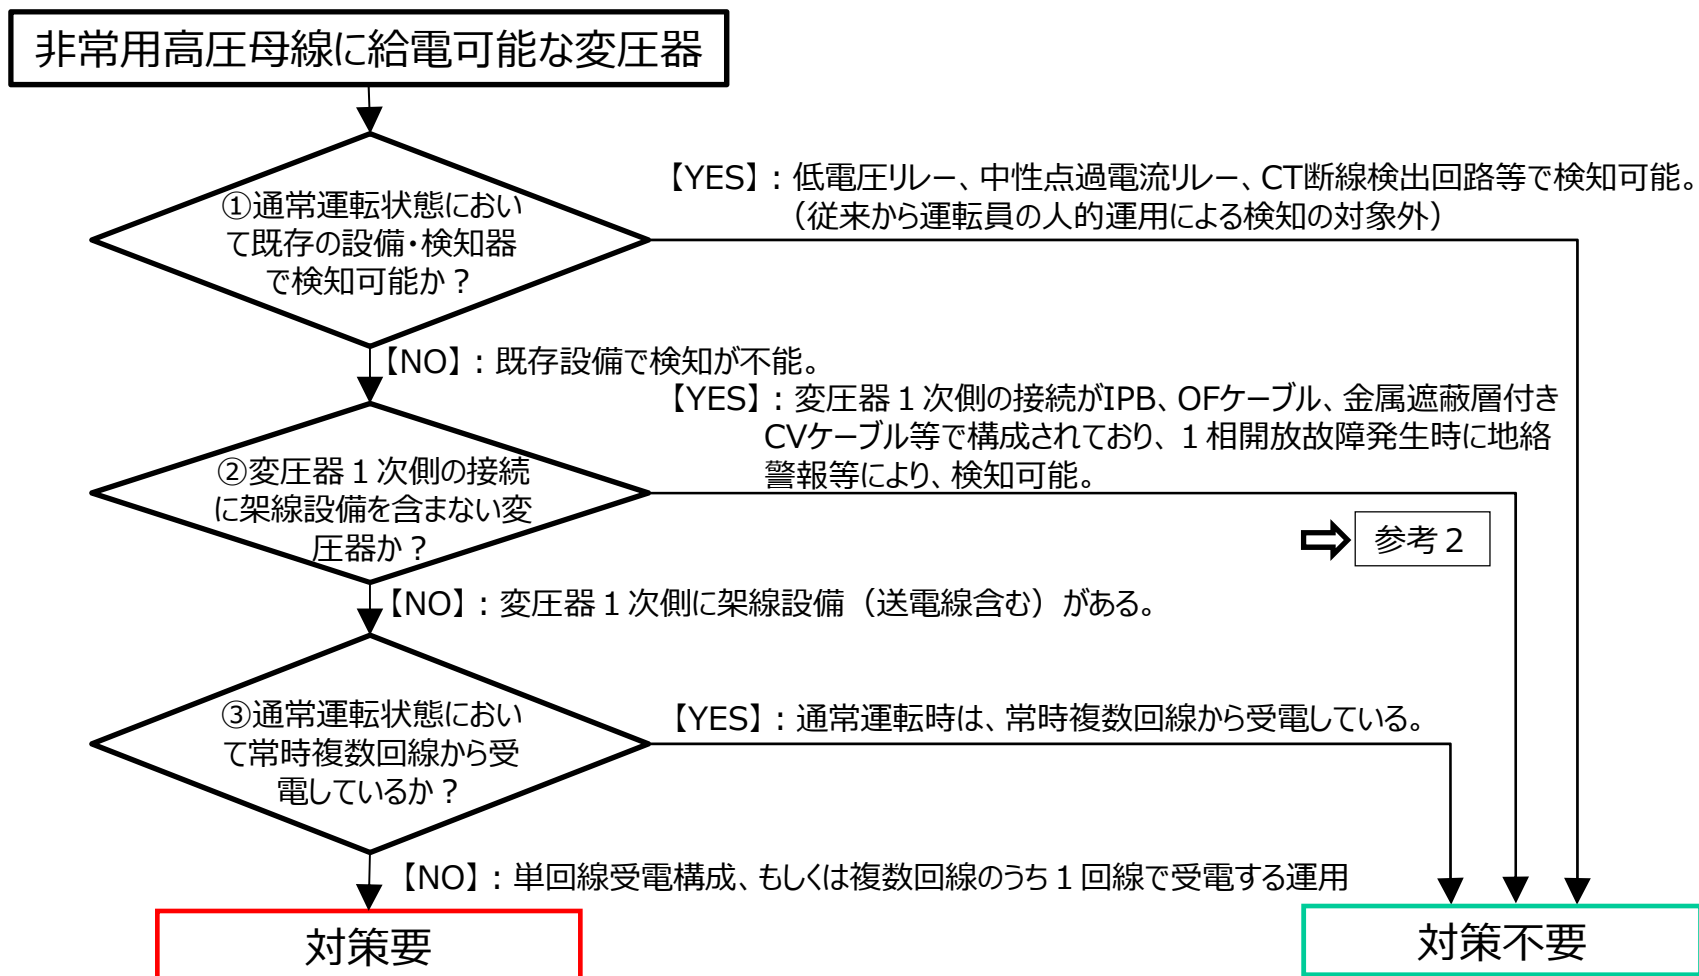 非常用高圧母線に給電可能な変圧器
①通常運転状態におい
て既存の設備・検知器
で検知可能か？
【YES】：低電圧リレー、中性点過電流リレー、CT断線検出回路等で検知可能。
（従来から運転員の人的運用による検知の対象外）
【NO】：既存設備で検知が不能。
②変圧器１次側の接続
に架線設備を含まない変
圧器か？
【YES】：変圧器１次側の接続がIPB、OFケーブル、金属遮蔽層付き
CVケーブル等で構成されており、１相開放故障発生時に地絡
警報等により、検知可能。
参考２
【NO】：変圧器１次側に架線設備（送電線含む）がある。
③通常運転状態におい
て常時複数回線から受
電しているか？
【YES】：通常運転時は、常時複数回線から受電している。
【NO】：単回線受電構成、もしくは複数回線のうち１回線で受電する運用
対策要
対策不要